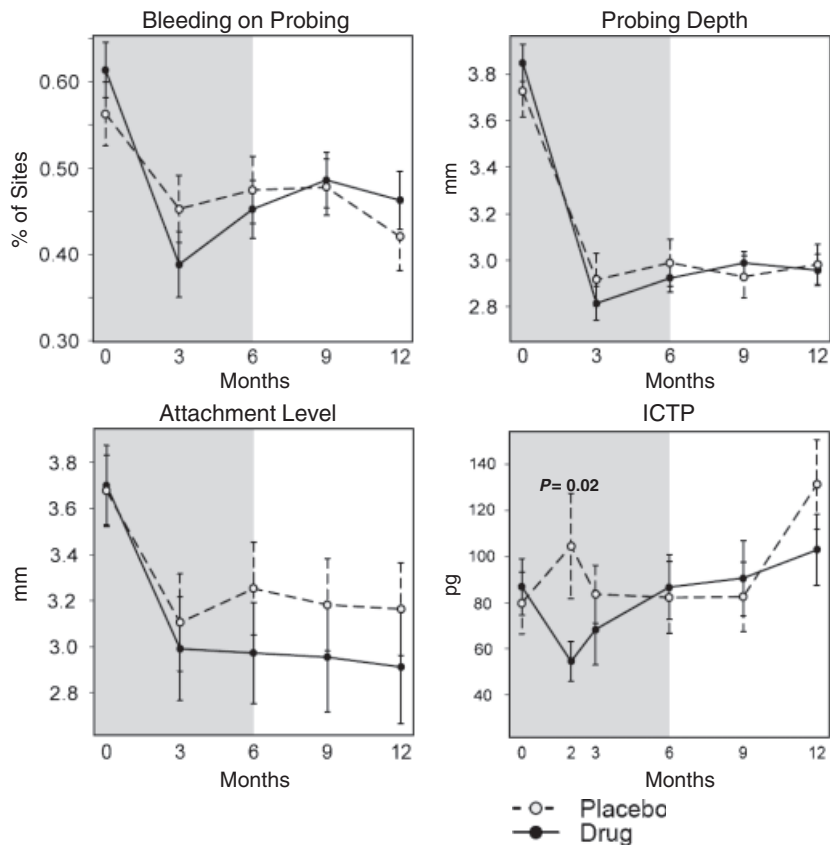 Bleeding on Probing
% of Sites
0.60
0.50
0.40
0.30
0 3 6 9 12
Months
Probing Depth
mm
3.8
3.6
3.4
3.2
3.0
2.8
0 3 6 9 12
Months
Attachment Level
mm
3.8
3.6
3.4
3.2
3.0
2.8
0 3 6 9 12
Months
ICTP
pg
140
120
100
80
60
40
P= 0.02
0 2 3 6 9 12
Months
Placebo
Drug